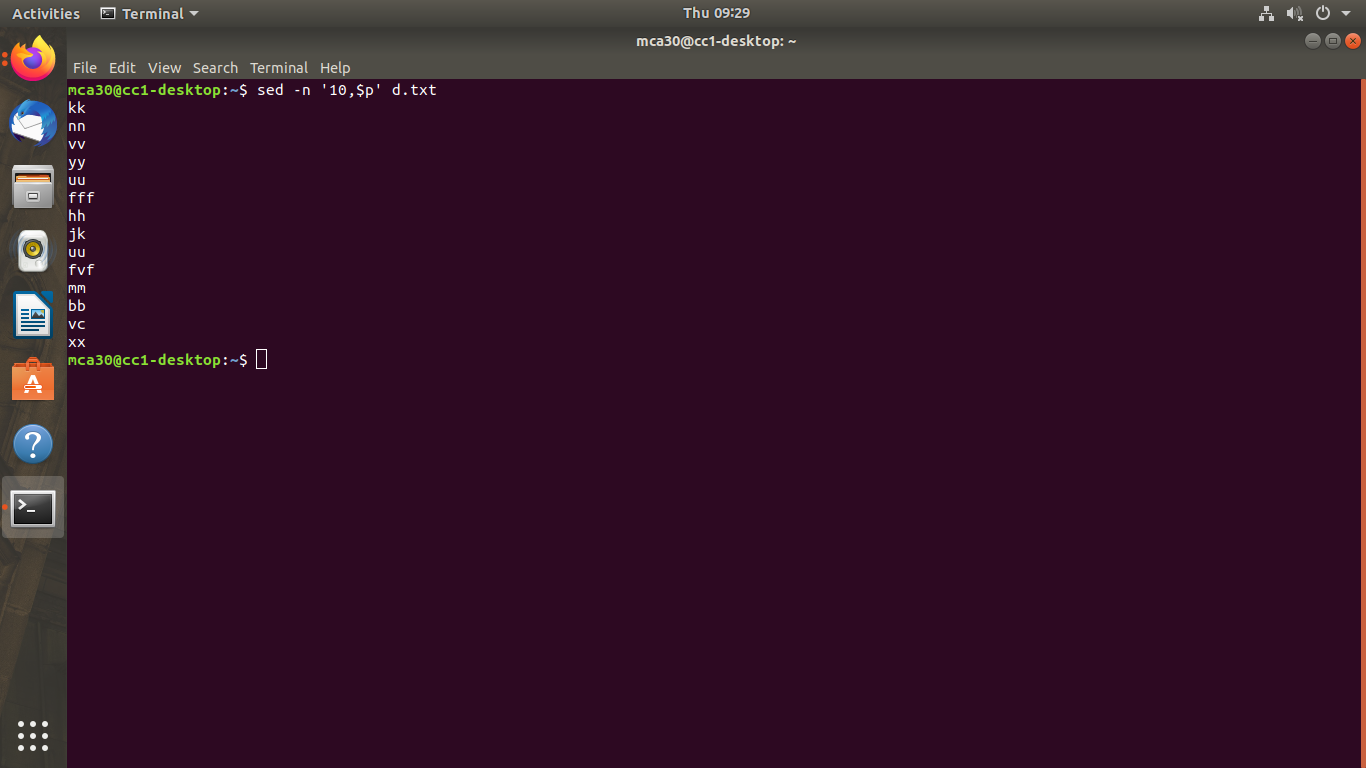 Activities Terminal Thu 09:29
mca30@cc1-desktop: ~
File Edit View Search Terminal Help
mca30@cc1-desktop:~$ sed -n '10,$p' d.txt
kk
nn
vv
yy
uu
fff
hh
jk
uu
fvf
mm
bb
vc
xx
mca30@cc1-desktop:~$